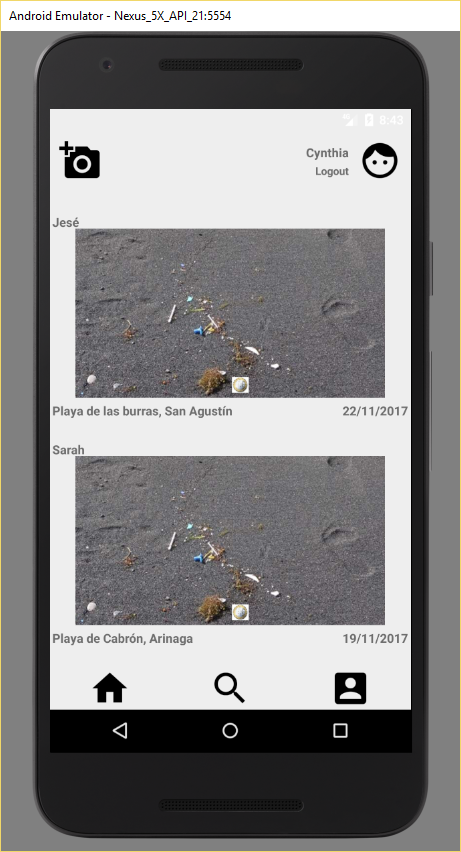 Android Emulator - Nexus_5X_API_21:5554
8:43
Cynthia
Logout
Jesé
Playa de las burras, San Agustín 22/11/2017
Sarah
Playa de Cabrón, Arinaga 19/11/2017